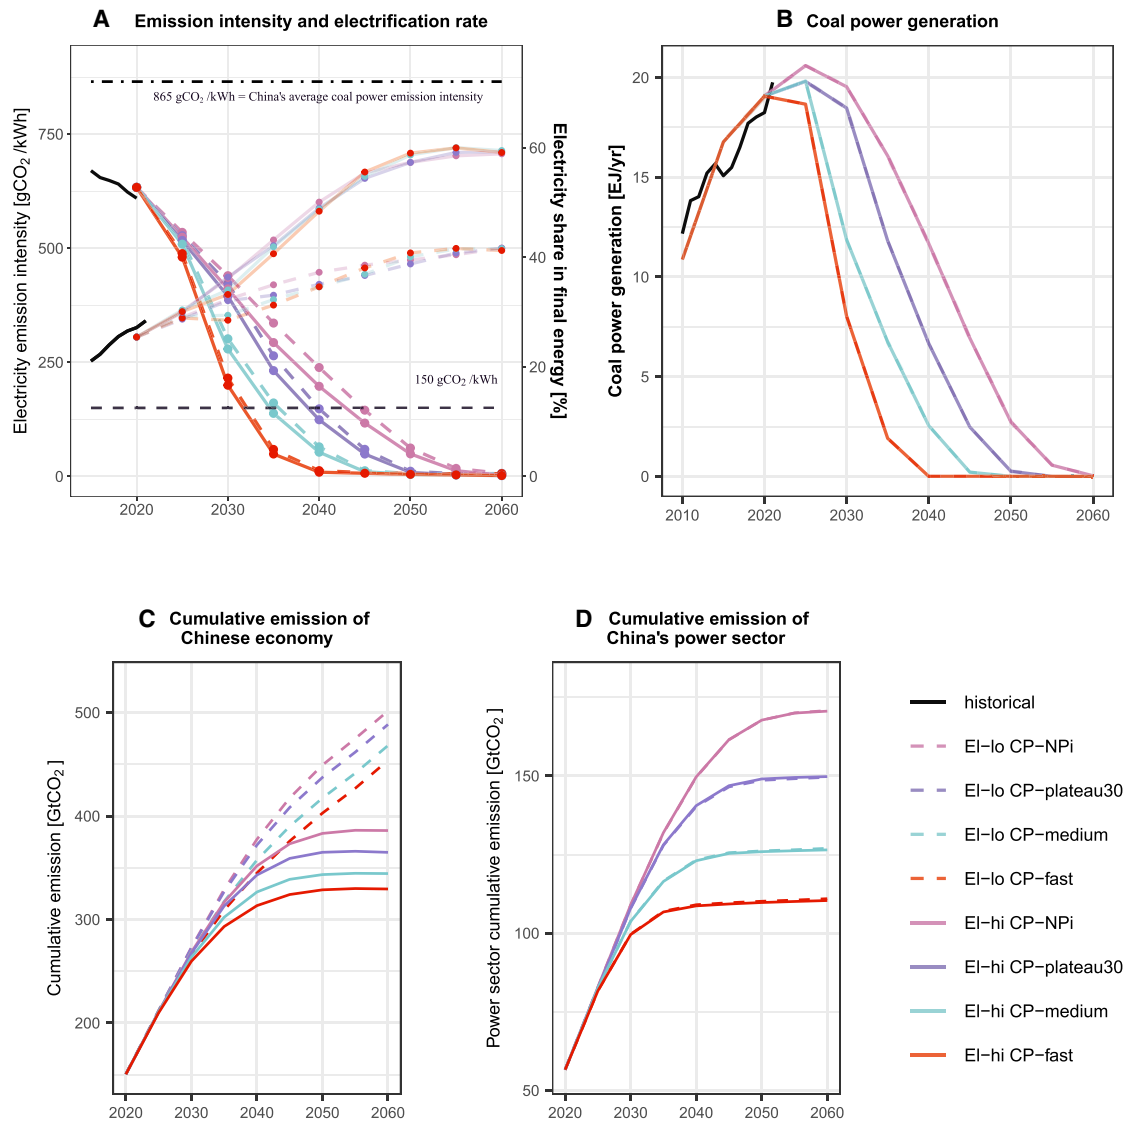 A Emission intensity and electrification rate
Electricity emission intensity [gCO2 /kWh]
750
500
250
0
865 gCO2 /kWh = China's average coal power emission intensity
150 gCO2 /kWh
60
40
20
0
Electricity share in final energy [%]
2020 2030 2040 2050 2060
B Coal power generation
Coal power generation [EJ/yr]
20
15
10
5
0
2010 2020 2030 2040 2050 2060
C Cumulative emission of
Chinese economy
Cumulative emission [GtCO2 ]
500
400
300
200
2020 2030 2040 2050 2060
D Cumulative emission of
China's power sector
Power sector cumulative emission [GtCO2 ]
150
100
50
2020 2030 2040 2050 2060
historical
El−lo CP−NPi
El−lo CP−plateau30
El−lo CP−medium
El−lo CP−fast
El−hi CP−NPi
El−hi CP−plateau30
El−hi CP−medium
El−hi CP−fast